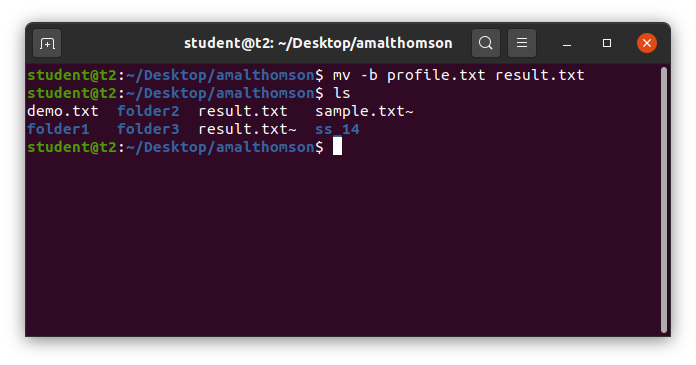 student@t2: ~/Desktop/amalthomson
student@t2:~/Desktop/amalthomson$ mv -b profile.txt result.txt
student@t2:~/Desktop/amalthomson$ ls
demo.txt  folder2  result.txt   sample.txt~
folder1   folder3  result.txt~  ss_14
student@t2:~/Desktop/amalthomson$